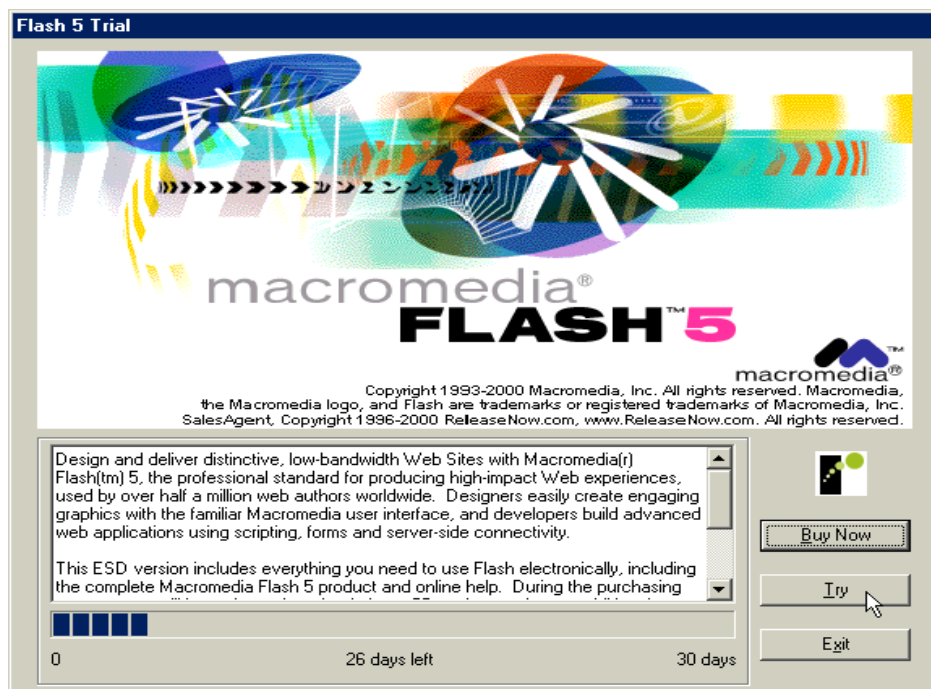 Flash 5 Trial
macromedia®
FLASH™5
macromedia®™
Copyright 1993-2000 Macromedia, Inc. All rights reserved. Macromedia,
the Macromedia logo, and Flash are trademarks or registered trademarks of Macromedia, Inc.
SalesAgent, Copyright 1996-2000 ReleaseNow.com, www.ReleaseNow.com. All rights reserved.
Design and deliver distinctive, low-bandwidth Web Sites with Macromedia(r)
Flash(tm) 5, the professional standard for producing high-impact Web experiences,
used by over half a million web authors worldwide. Designers easily create engaging
graphics with the familiar Macromedia user interface, and developers build advanced
web applications using scripting, forms and server-side connectivity.
This ESD version includes everything you need to use Flash electronically, including
the complete Macromedia Flash 5 product and online help. During the purchasing
Buy Now
Try
Exit
0 26 days left 30 days